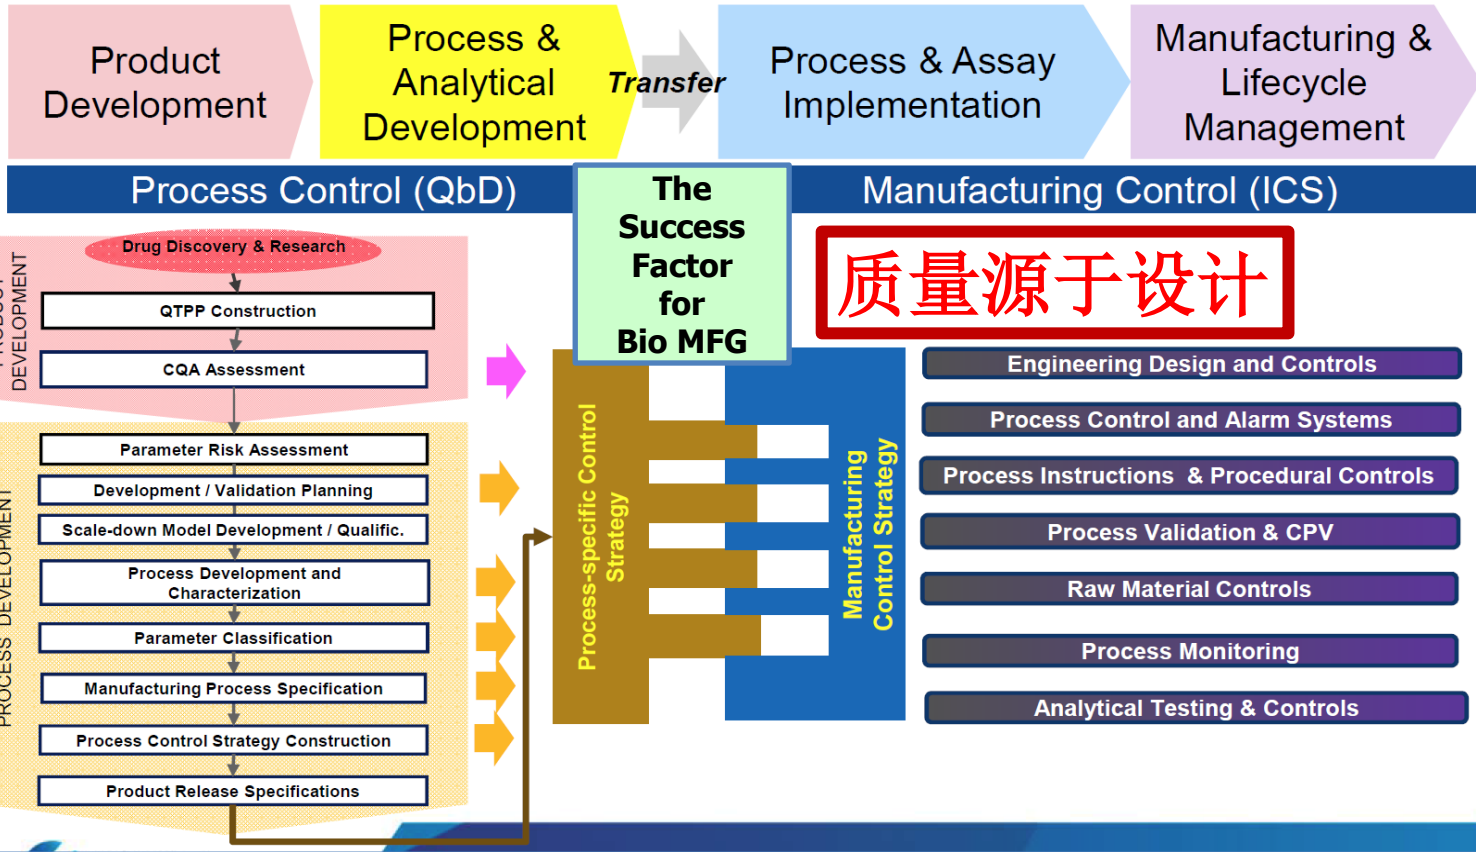 Product
Development
Process &
Analytical
Development
Transfer
Process & Assay
Implementation
Manufacturing &
Lifecycle
Management
Process Control (QbD)
The
Success
Factor
for
Bio MFG
Manufacturing Control (ICS)
质量源于设计
DEVELOPMENT
Drug Discovery & Research
QTPP Construction
CQA Assessment
PROCESS DEVELOPMENT
Parameter Risk Assessment
Development / Validation Planning
Scale-down Model Development / Qualific.
Process Development and
Characterization
Parameter Classification
Manufacturing Process Specification
Process Control Strategy Construction
Product Release Specifications
Process-specific Control
Strategy
Manufacturing
Control Strategy
Engineering Design and Controls
Process Control and Alarm Systems
Process Instructions & Procedural Controls
Process Validation & CPV
Raw Material Controls
Process Monitoring
Analytical Testing & Controls